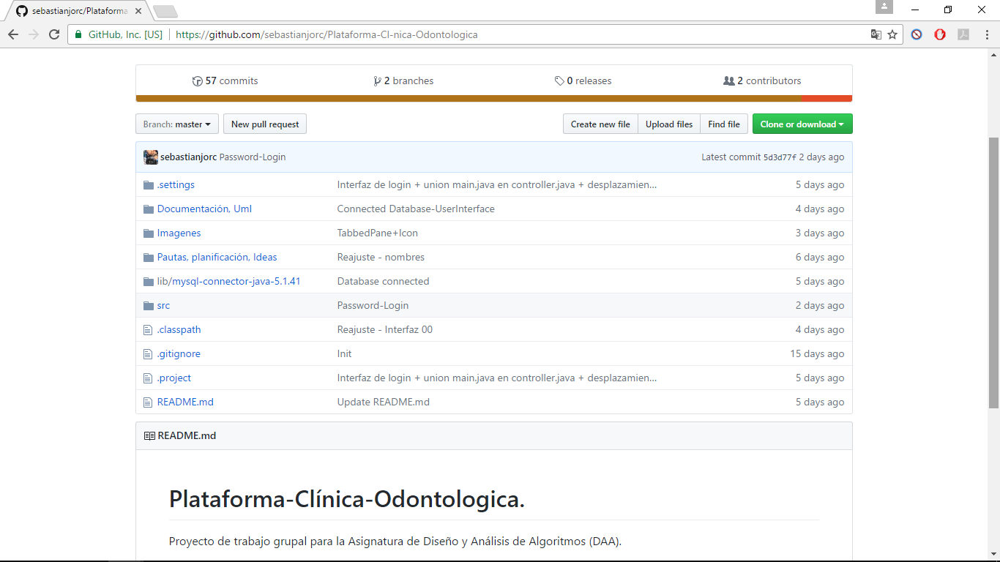 sebastianjorc/Plataforma
GitHub, Inc. [US] | https://github.com/sebastianjorc/Plataforma-Cl-nica-Odontologica
57 commits 2 branches 0 releases 2 contributors
Branch: master New pull request Create new file Upload files Find file Clone or download
sebastianjorc Password-Login Latest commit 5d3d77f 2 days ago
.settings Interfaz de login + union main.java en controller.java + desplazamien... 5 days ago
Documentación, Uml Connected Database-UserInterface 4 days ago
Imagenes TabbedPane+Icon 3 days ago
Pautas, planificación, Ideas Reajuste - nombres 6 days ago
lib/mysql-connector-java-5.1.41 Database connected 5 days ago
src Password-Login 2 days ago
.classpath Reajuste - Interfaz 00 4 days ago
.gitignore Init 15 days ago
.project Interfaz de login + union main.java en controller.java + desplazamien... 5 days ago
README.md Update README.md 5 days ago
README.md
Plataforma-Clínica-Odontologica.
Proyecto de trabajo grupal para la Asignatura de Diseño y Análisis de Algoritmos (DAA).